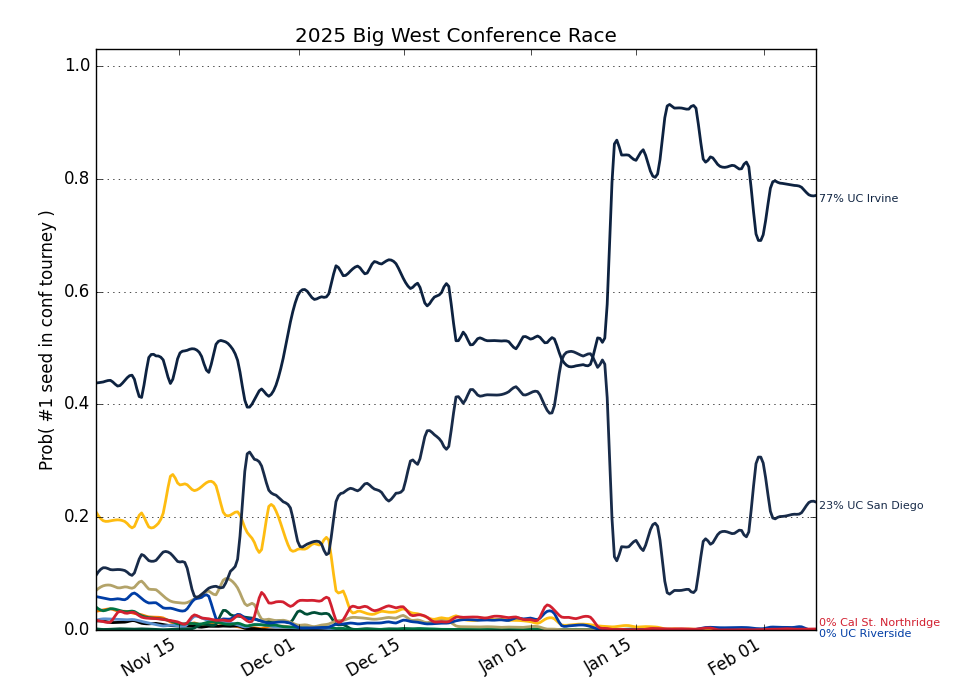 2025 Big West Conference Race
Prob( #1 seed in conf tourney )
1.0
0.8
0.6
0.4
0.2
0.0
77% UC Irvine
23% UC San Diego
0% Cal St. Northridge
0% UC Riverside
Nov 15
Dec 01
Dec 15
Jan 01
Jan 15
Feb 01